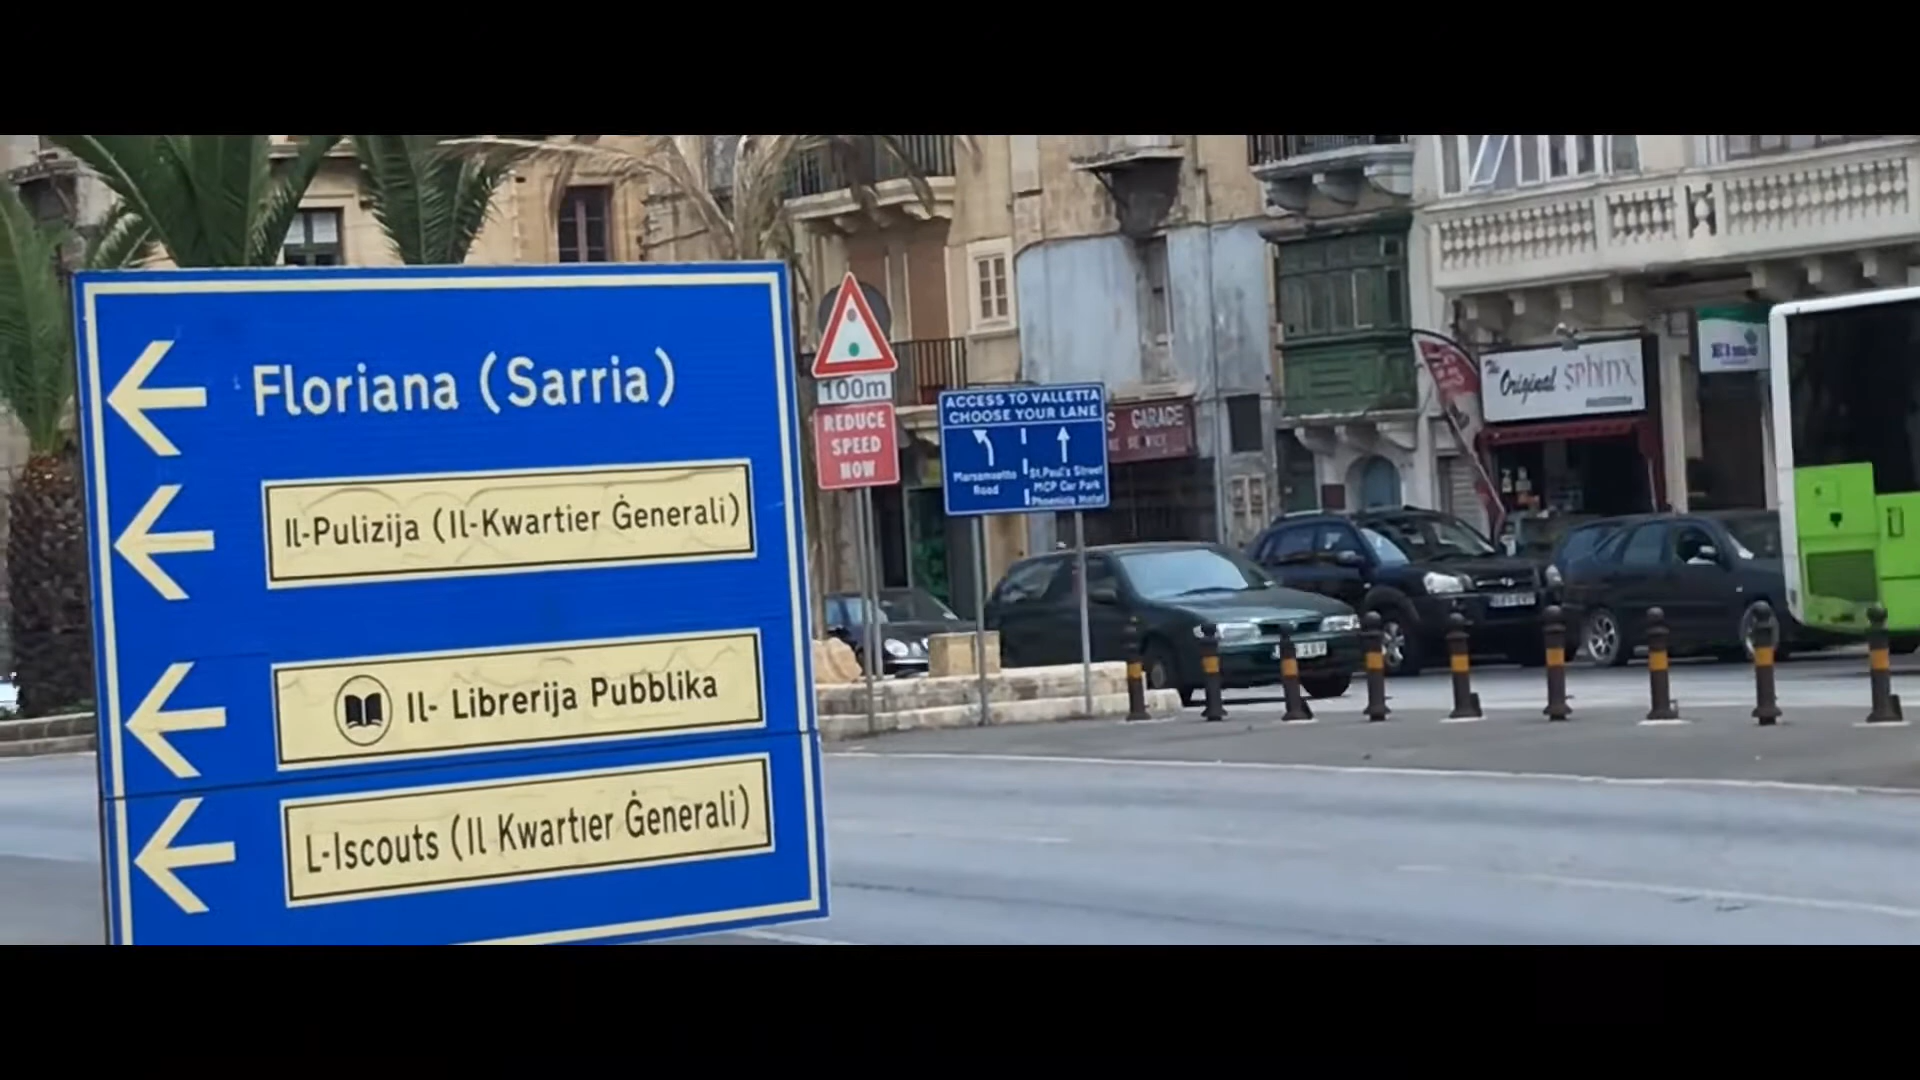 Floriana (Sarria)
Il-Pulizija (Il-Kwartier Ġenerali)
Il- Librerija Pubblika
L-Iscouts (Il Kwartier Ġenerali)
100m
REDUCE
SPEED
NOW
ACCESS TO VALLETTA
CHOOSE YOUR LANE
Marsamxetto
Road
St.Paul's Street
MCP Car Park
Phoenicia Hotel
S GARAGE
The Original SPHINX